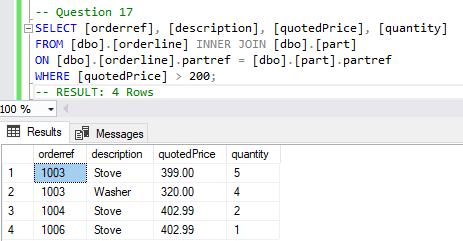 -- Question 17
SELECT [orderref], [description], [quotedPrice], [quantity]
FROM [dbo].[orderline] INNER JOIN [dbo].[part]
ON [dbo].[orderline].partref = [dbo].[part].partref
WHERE [quotedPrice] > 200;
-- RESULT: 4 Rows
100 %
Results Messages
orderref description quotedPrice quantity
1 1003 Stove 399.00 5
2 1003 Washer 320.00 4
3 1004 Stove 402.99 2
4 1006 Stove 402.99 1